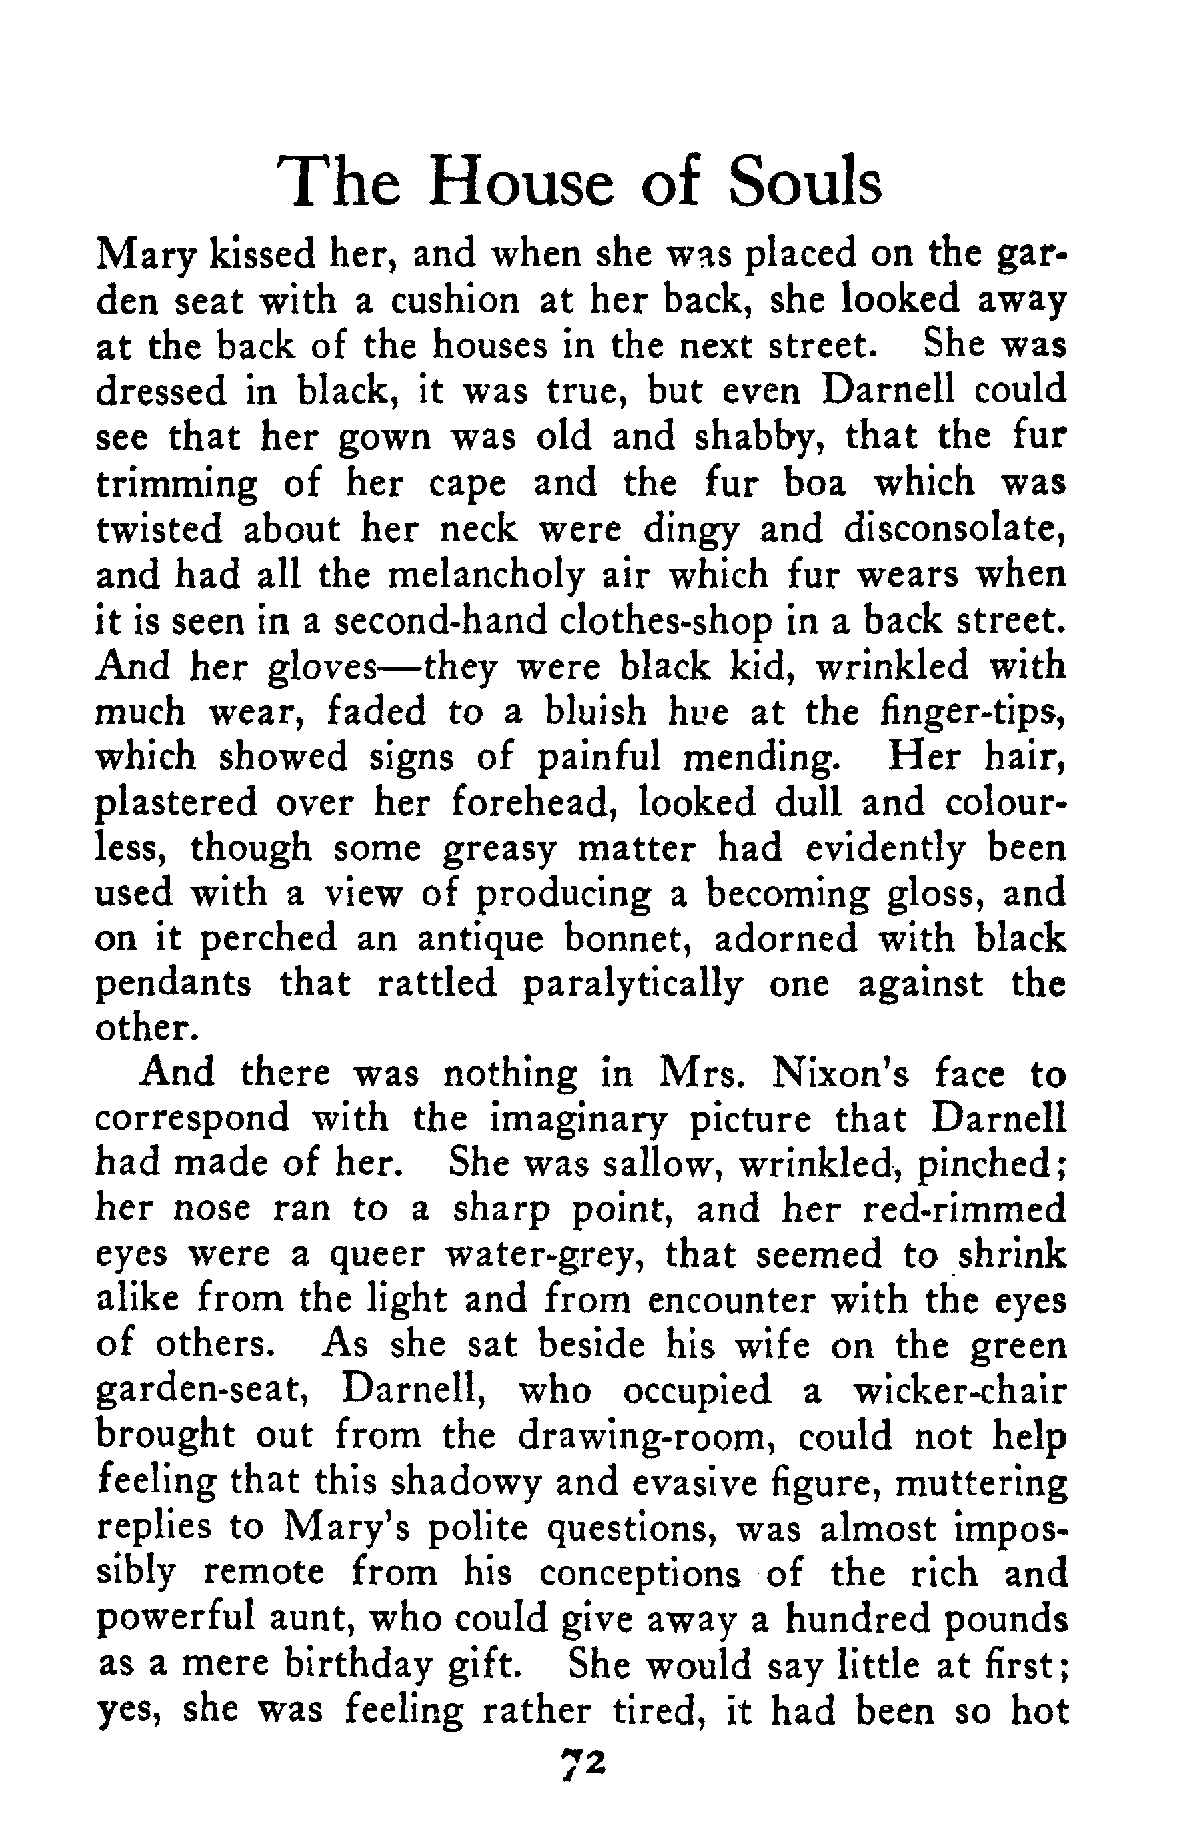 The House of Souls
Mary kissed her, and when she was placed on the gar-
den seat with a cushion at her back, she looked away
at the back of the houses in the next street. She was
dressed in black, it was true, but even Darnell could
see that her gown was old and shabby, that the fur
trimming of her cape and the fur boa which was
twisted about her neck were dingy and disconsolate,
and had all the melancholy air which fur wears when
it is seen in a second-hand clothes-shop in a back street.
And her gloves—they were black kid, wrinkled with
much wear, faded to a bluish hue at the finger-tips,
which showed signs of painful mending. Her hair,
plastered over her forehead, looked dull and colour-
less, though some greasy matter had evidently been
used with a view of producing a becoming gloss, and
on it perched an antique bonnet, adorned with black
pendants that rattled paralytically one against the
other.
And there was nothing in Mrs. Nixon's face to
correspond with the imaginary picture that Darnell
had made of her. She was sallow, wrinkled, pinched;
her nose ran to a sharp point, and her red-rimmed
eyes were a queer water-grey, that seemed to shrink
alike from the light and from encounter with the eyes
of others. As she sat beside his wife on the green
garden-seat, Darnell, who occupied a wicker-chair
brought out from the drawing-room, could not help
feeling that this shadowy and evasive figure, muttering
replies to Mary's polite questions, was almost impos-
sibly remote from his conceptions of the rich and
powerful aunt, who could give away a hundred pounds
as a mere birthday gift. She would say little at first;
yes, she was feeling rather tired, it had been so hot
72